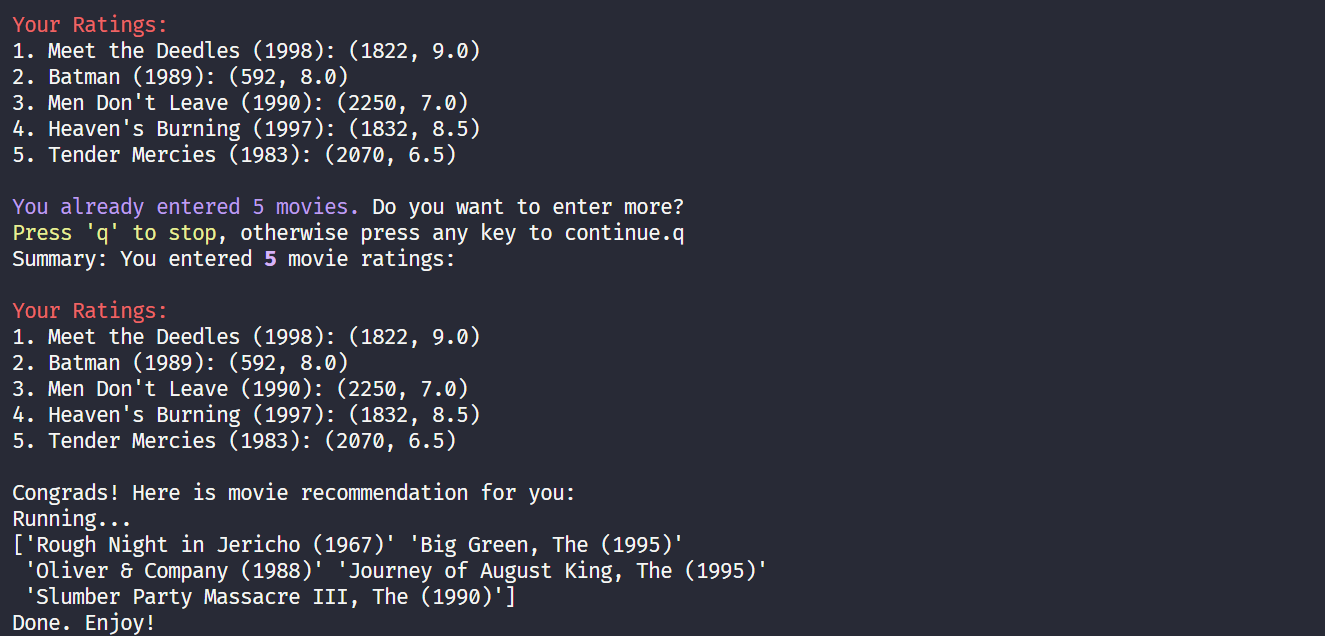 Your Ratings:
1. Meet the Deedles (1998): (1822, 9.0)
2. Batman (1989): (592, 8.0)
3. Men Don't Leave (1990): (2250, 7.0)
4. Heaven's Burning (1997): (1832, 8.5)
5. Tender Mercies (1983): (2070, 6.5)
You already entered 5 movies. Do you want to enter more?
Press 'q' to stop, otherwise press any key to continue.q
Summary: You entered 5 movie ratings:
Your Ratings:
1. Meet the Deedles (1998): (1822, 9.0)
2. Batman (1989): (592, 8.0)
3. Men Don't Leave (1990): (2250, 7.0)
4. Heaven's Burning (1997): (1832, 8.5)
5. Tender Mercies (1983): (2070, 6.5)
Congrads! Here is movie recommendation for you:
Running...
['Rough Night in Jericho (1967)' 'Big Green, The (1995)'
 'Oliver & Company (1988)' 'Journey of August King, The (1995)'
 'Slumber Party Massacre III, The (1990)']
Done. Enjoy!